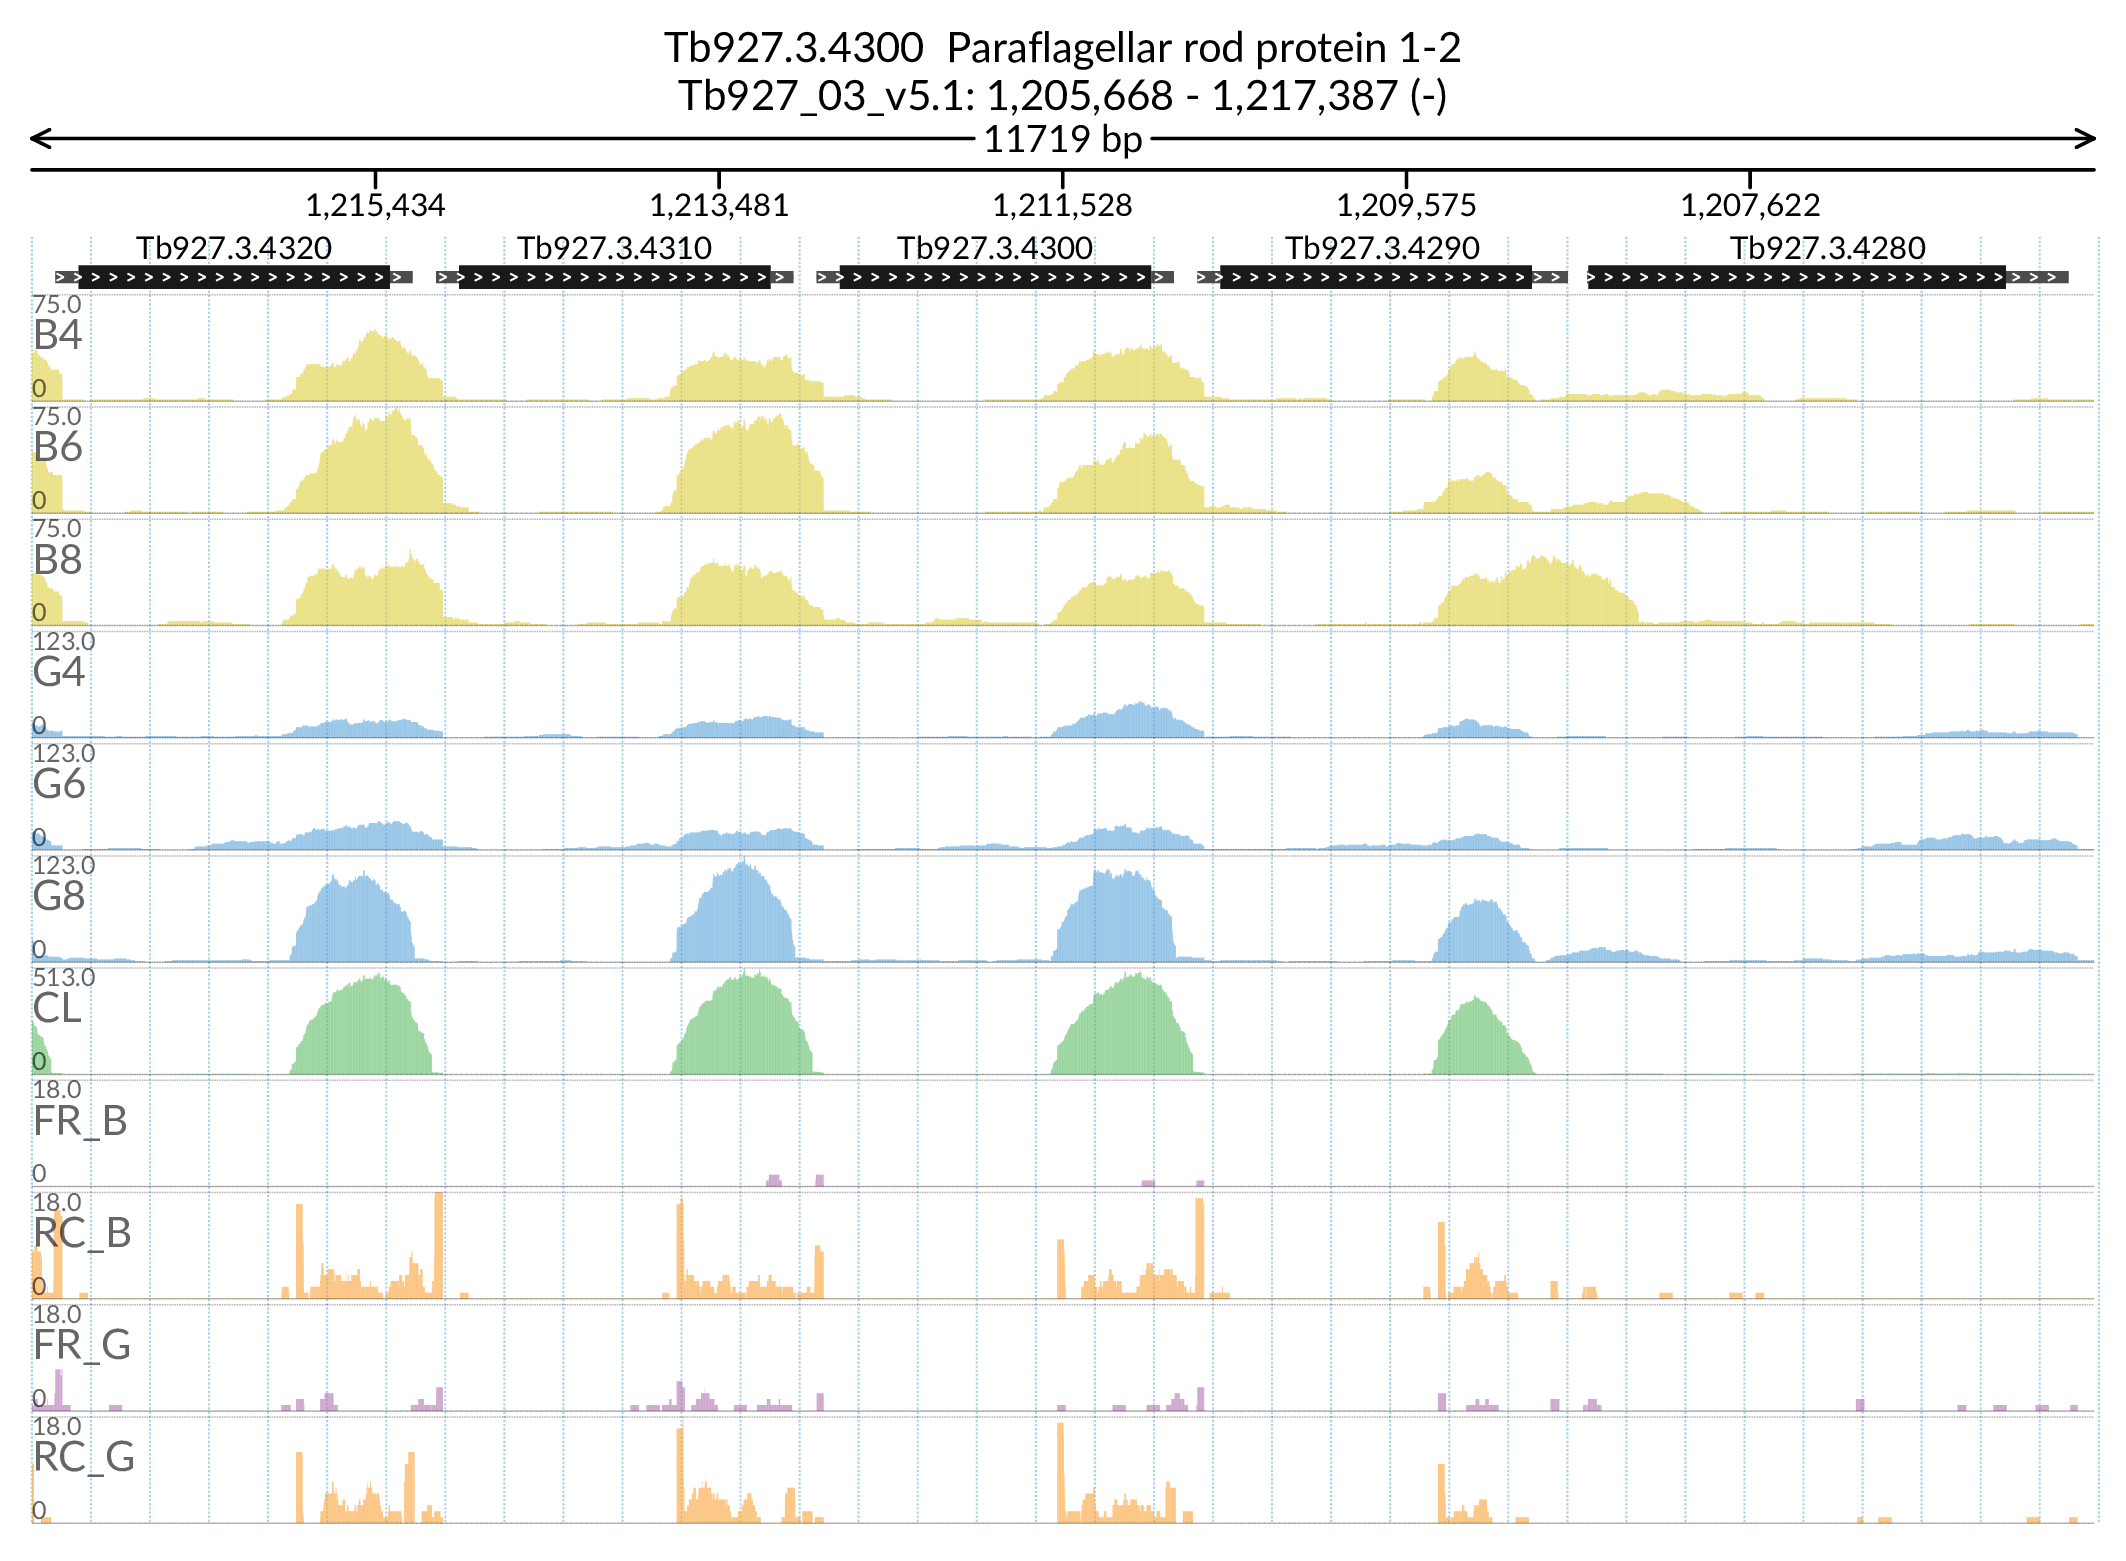 Tb927.3.4300  Paraflagellar rod protein 1-2
Tb927_03_v5.1: 1,205,668 - 1,217,387 (-)
11719 bp
1,215,434 1,213,481 1,211,528 1,209,575 1,207,622
Tb927.3.4320 Tb927.3.4310 Tb927.3.4300 Tb927.3.4290 Tb927.3.4280
75.0
B4
0
75.0
B6
0
75.0
B8
0
123.0
G4
0
123.0
G6
0
123.0
G8
0
513.0
CL
0
18.0
FR_B
0
18.0
RC_B
0
18.0
FR_G
0
18.0
RC_G
0